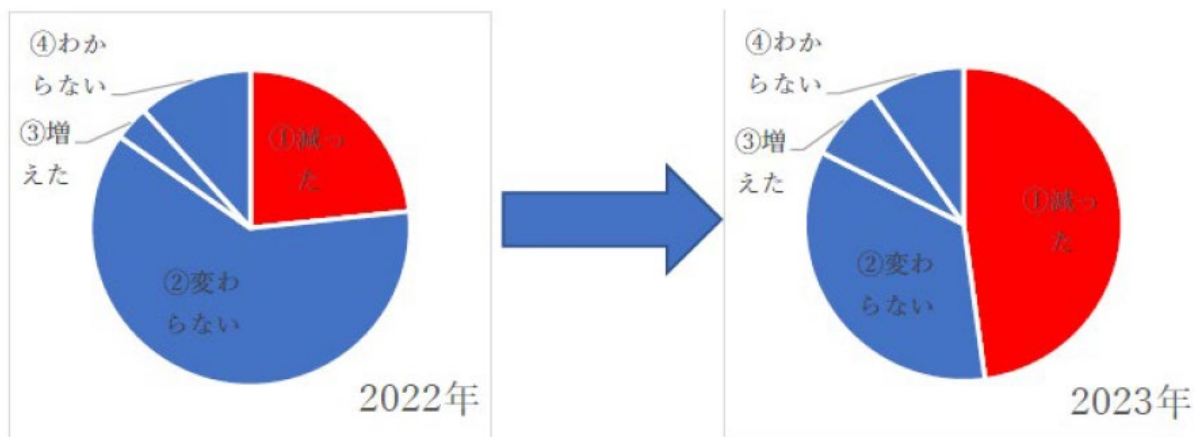 ④わか
らない
③増
えた
①減っ
た
②変わ
らない
2022年
④わか
らない
③増
えた
①減っ
た
②変わ
らない
2023年